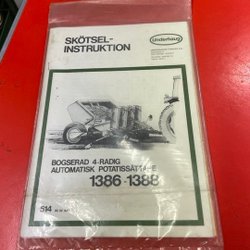 SKÖTSEL-
INSTRUKTION
Underhaug
BOGSERAD 4-RADIG
AUTOMATISK POTATISSÄTTARE
1386-1388
514